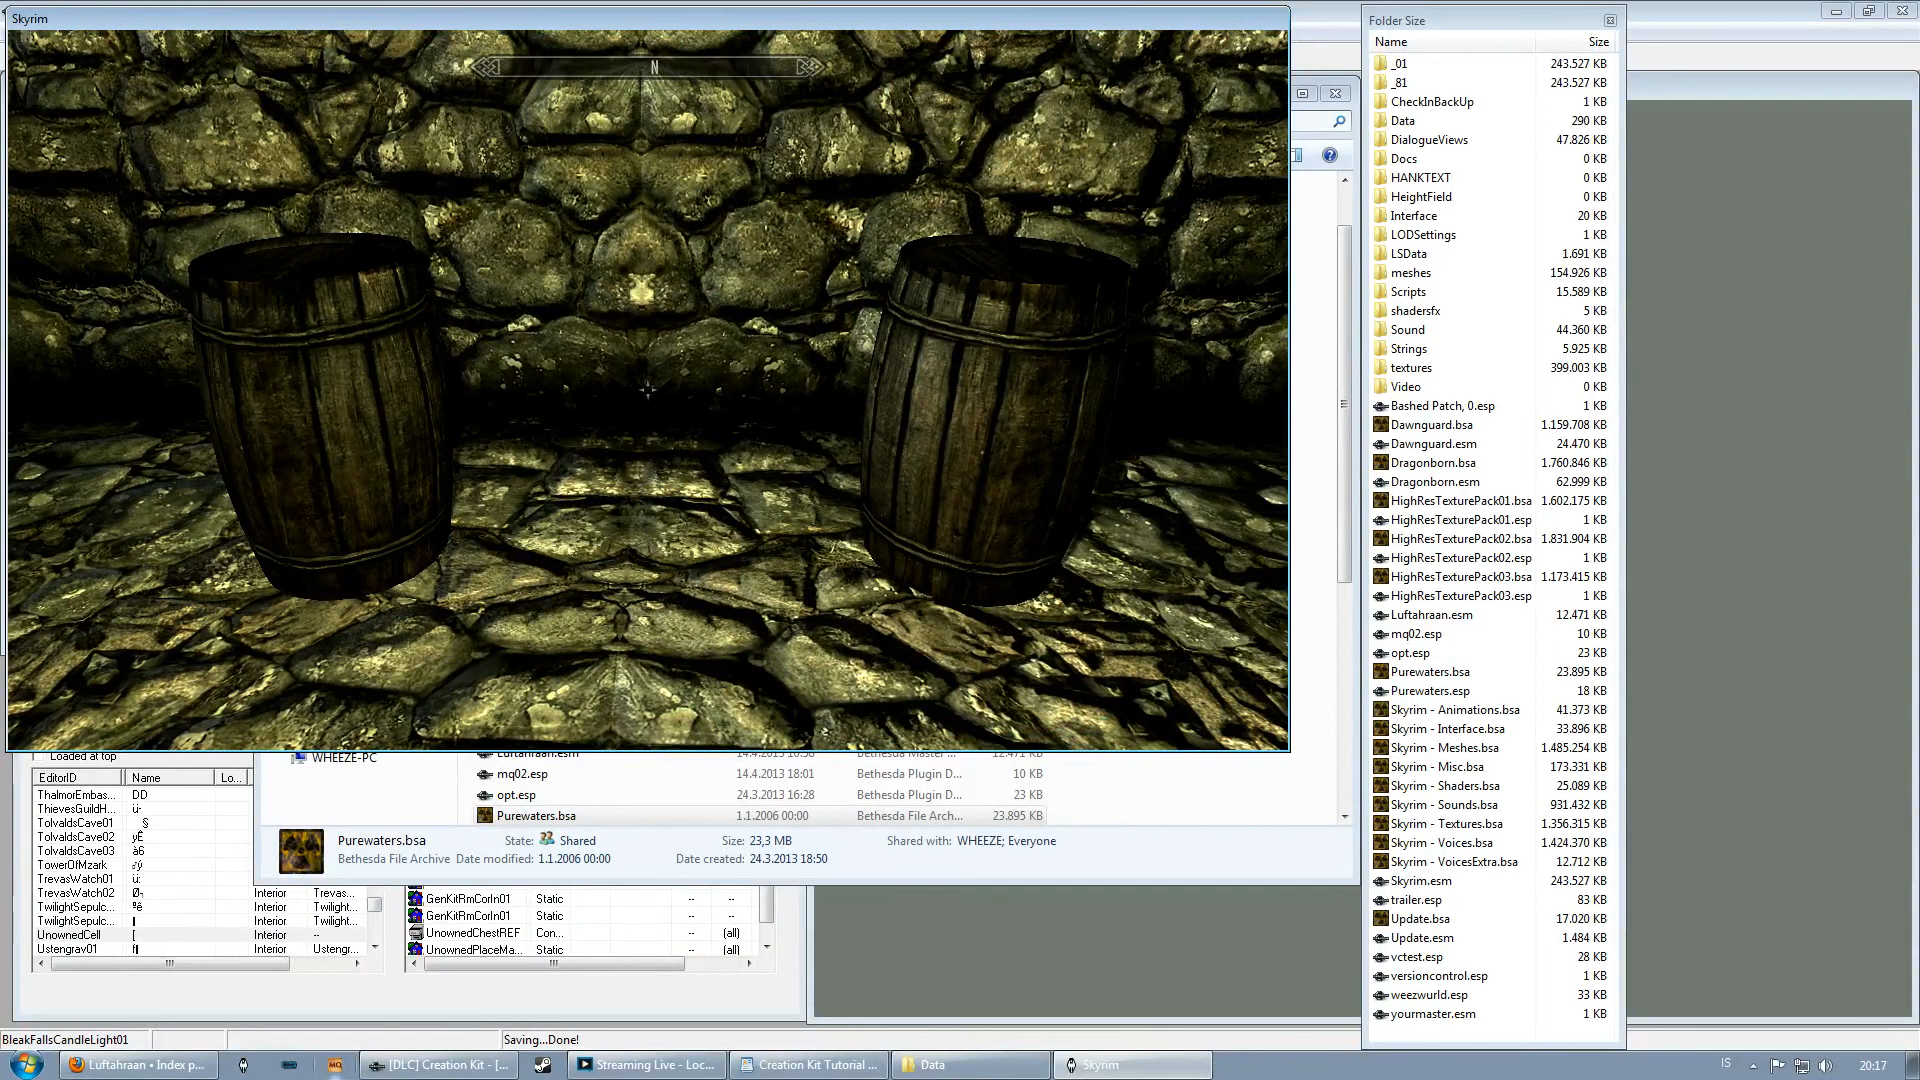 Skyrim
N
Folder Size
Name Size
_01 243.527 KB
_81 243.527 KB
CheckInBackUp 1 KB
Data 290 KB
DialogueViews 47.826 KB
Docs 0 KB
HANKTEXT 0 KB
HeightField 0 KB
Interface 20 KB
LODSettings 1 KB
LSData 1.691 KB
meshes 154.926 KB
Scripts 15.589 KB
shadersfx 5 KB
Sound 44.360 KB
Strings 5.925 KB
textures 399.003 KB
Video 0 KB
Bashed Patch, 0.esp 1 KB
Dawnguard.bsa 1.159.708 KB
Dawnguard.esm 24.470 KB
Dragonborn.bsa 1.760.846 KB
Dragonborn.esm 62.999 KB
HighResTexturePack01.bsa 1.602.175 KB
HighResTexturePack01.esp 1 KB
HighResTexturePack02.bsa 1.831.904 KB
HighResTexturePack02.esp 1 KB
HighResTexturePack03.bsa 1.173.415 KB
HighResTexturePack03.esp 1 KB
Luftahraan.esm 12.471 KB
mq02.esp 10 KB
opt.esp 23 KB
Purewaters.bsa 23.895 KB
Purewaters.esp 18 KB
Skyrim - Animations.bsa 41.373 KB
Skyrim - Interface.bsa 33.896 KB
Skyrim - Meshes.bsa 1.485.254 KB
Skyrim - Misc.bsa 173.331 KB
Skyrim - Shaders.bsa 25.089 KB
Skyrim - Sounds.bsa 931.432 KB
Skyrim - Textures.bsa 1.356.315 KB
Skyrim - Voices.bsa 1.424.370 KB
Skyrim - VoicesExtra.bsa 12.712 KB
Skyrim.esm 243.527 KB
trailer.esp 83 KB
Update.bsa 17.020 KB
Update.esm 1.484 KB
vctest.esp 28 KB
versioncontrol.esp 1 KB
weezwurld.esp 33 KB
yourmaster.esm 1 KB
Loaded at top
WHEEZE-PC
Luftahraan.esm 14.4.2013 16:58 Bethesda Master ... 12.471 KB
mq02.esp 14.4.2013 18:01 Bethesda Plugin D... 10 KB
opt.esp 24.3.2013 16:28 Bethesda Plugin D... 23 KB
Purewaters.bsa 1.1.2006 00:00 Bethesda File Arch... 23.895 KB
Purewaters.bsa State: Shared Size: 23,3 MB Shared with: WHEEZE; Everyone
Bethesda File Archive Date modified: 1.1.2006 00:00 Date created: 24.3.2013 18:50
EditorID Name Lo...
ThalmorEmbas... DD
ThievesGuildH...
TolvaldsCave01 §
TolvaldsCave02 yÊ
TolvaldsCave03 à6
TowerOfMzark
TrevasWatch01
TrevasWatch02 Interior Trevas...
TwilightSepulc... ªê Interior Twilight...
TwilightSepulc... Interior Twilight...
UnownedCell [ Interior --
Ustengrav01 Interior Ustengr...
GenKitRmCorIn01 Static -- --
GenKitRmCorIn01 Static -- --
UnownedChestREF Con... -- (all)
UnownedPlaceMa... Static -- (all)
BleakFallsCandleLight01
Saving...Done!
Luftahraan • Index p...
MO
[DLC] Creation Kit - [...
Streaming Live - Loc...
Creation Kit Tutorial ...
Data
Skyrim
IS
20:17